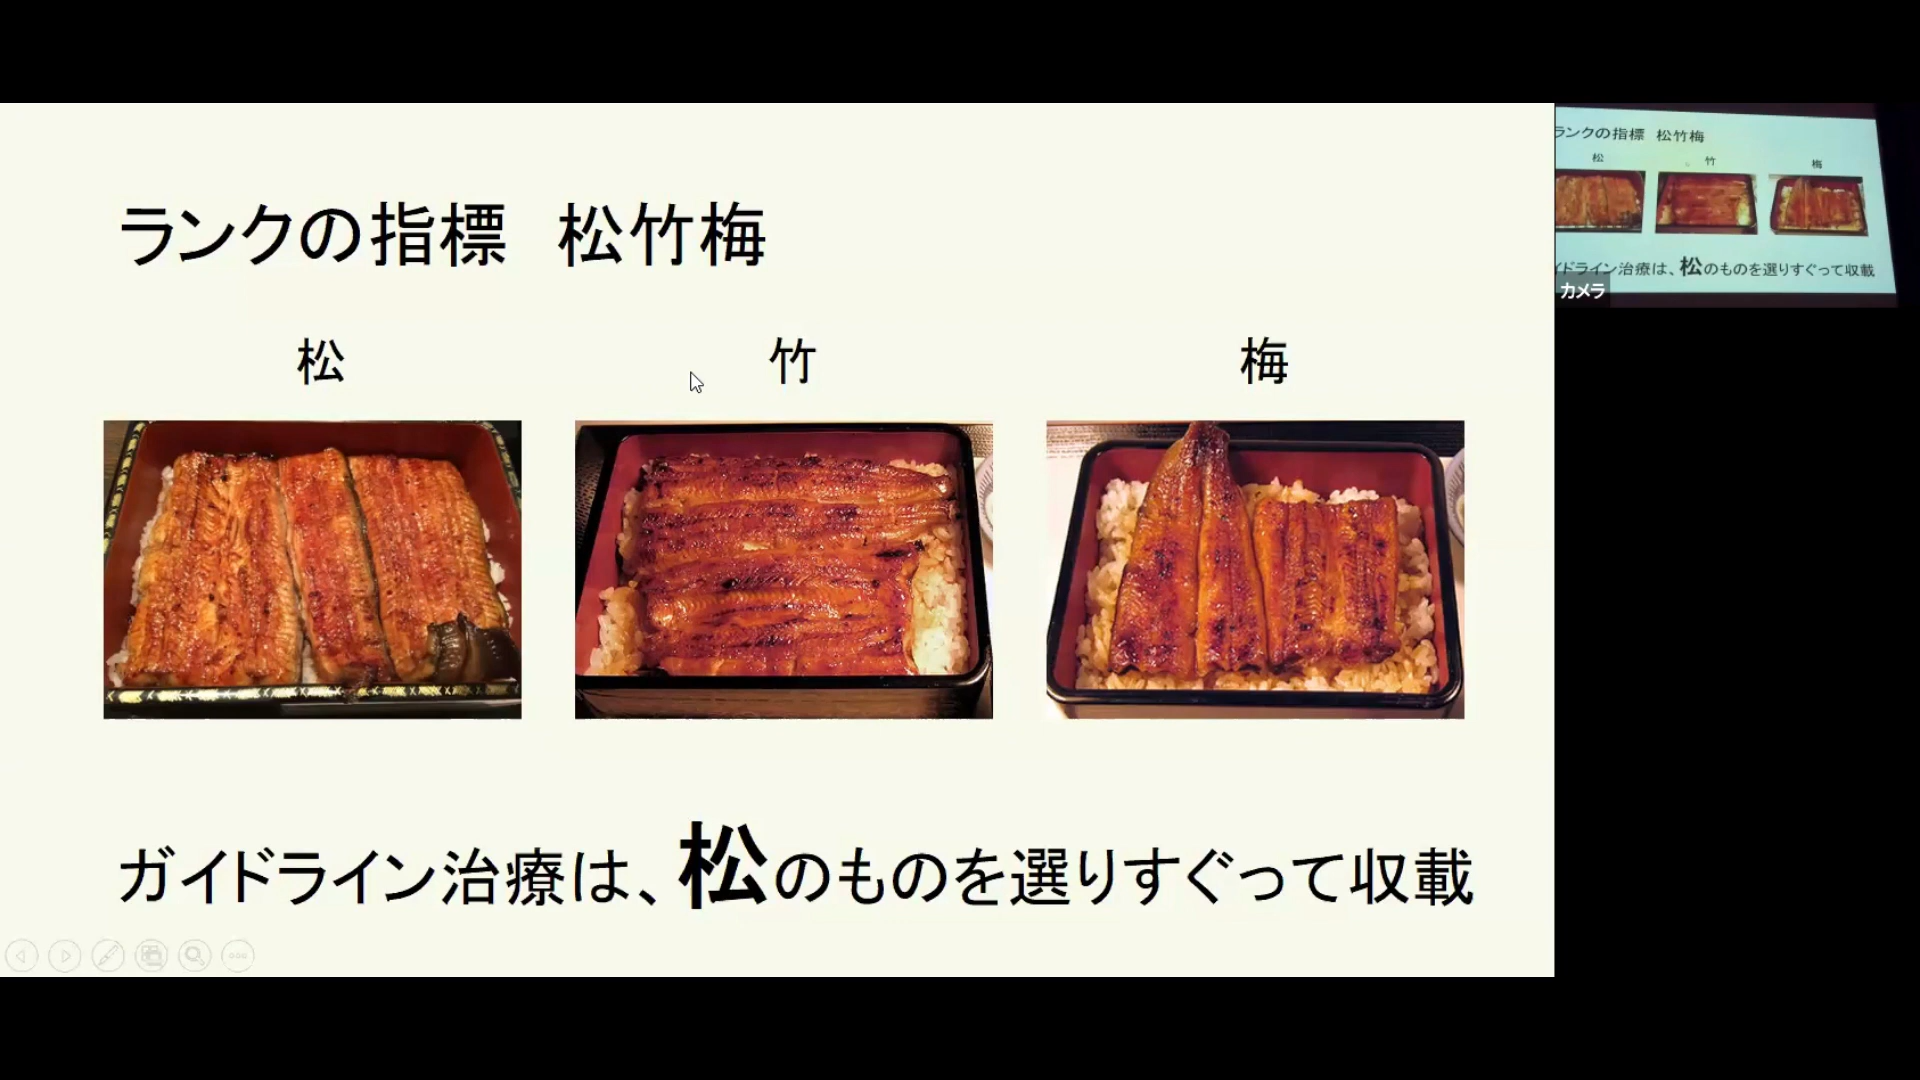 ランクの指標　松竹梅
松
竹
梅
ガイドライン治療は、松のものを選りすぐって収載
ランクの指標 松竹梅
松
竹
梅
イドライン治療は、松のものを選りすぐって収載
カメラ